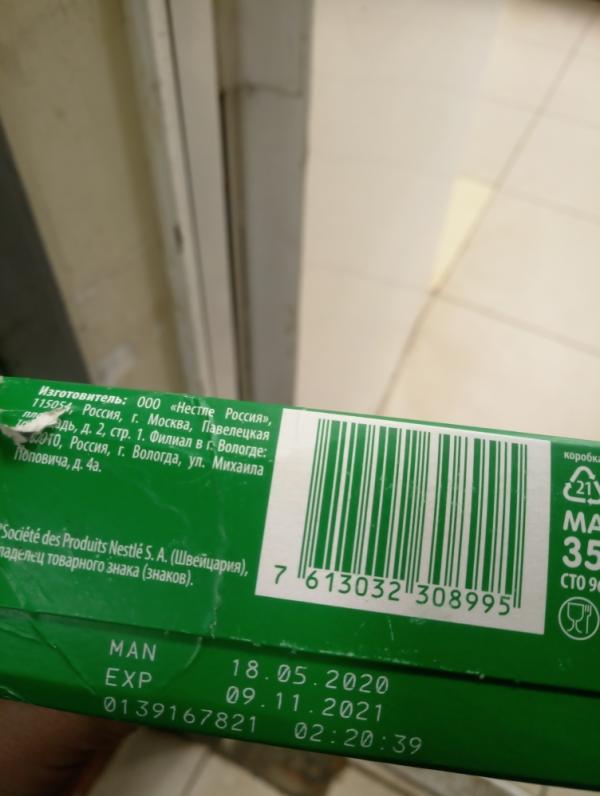 Изготовитель: ООО «Нестле Россия»,
115054, Россия, г. Москва, Павелецкая
д. 2, стр. 1. Филиал в г. Вологде:
Россия, г. Вологда, ул. Михаила
Поповича, д. 4а.
Société des Produits Nestlé S. A. (Швейцария),
владелец товарного знака (знаков).
7 613032 308995
коробка
21
MAN 18.05.2020
EXP 09.11.2021
0139167821 02:20:39